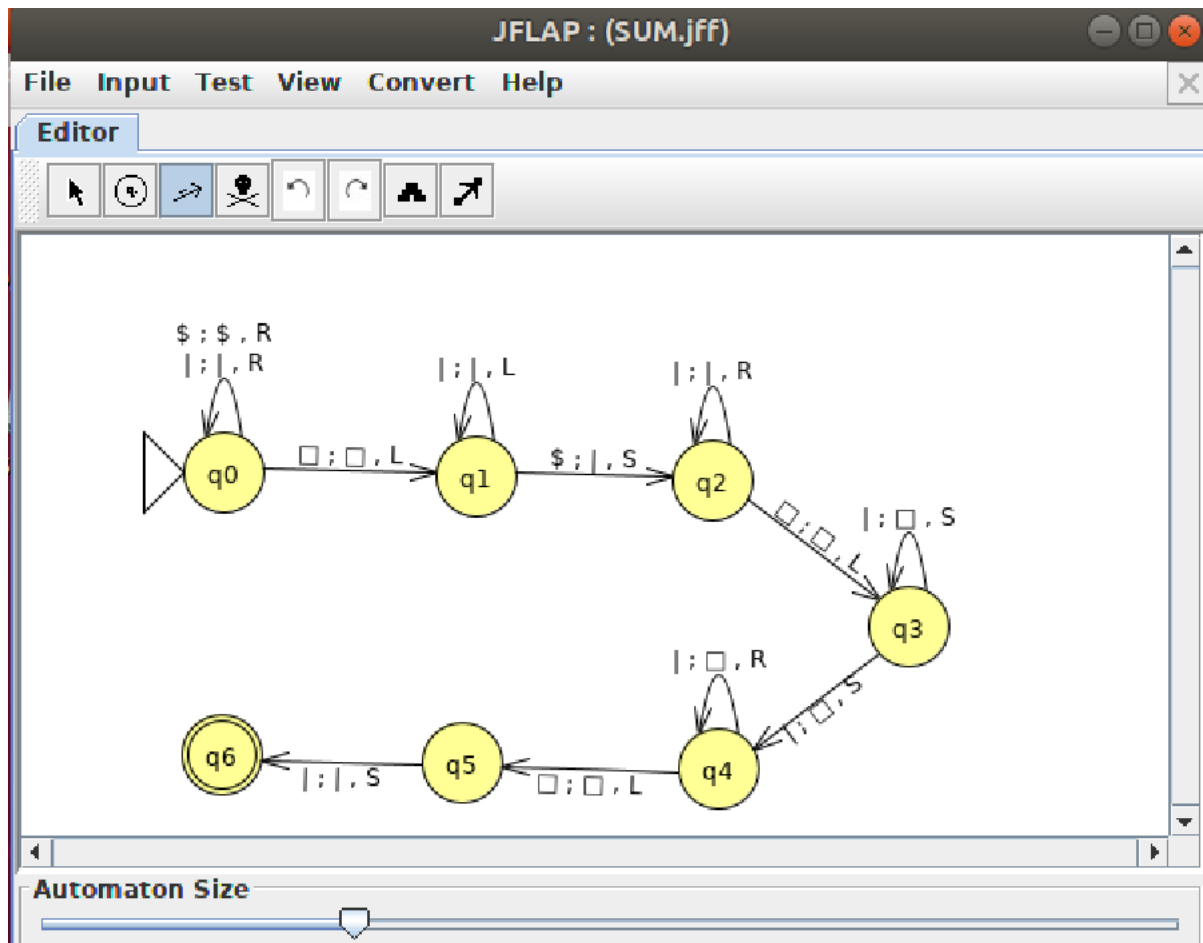 JFLAP : (SUM.jff)
File Input Test View Convert Help
Editor
$ ; $ , R
| ; | , R
| ; | , L
| ; | , R
□ ; □ , L
$ ; | , S
q0
q1
q2
□ ; □ , L
| ; □ , S
q3
| ; □ , R
| ; □ , S
q6
q5
q4
| ; | , S
□ ; □ , L
Automaton Size